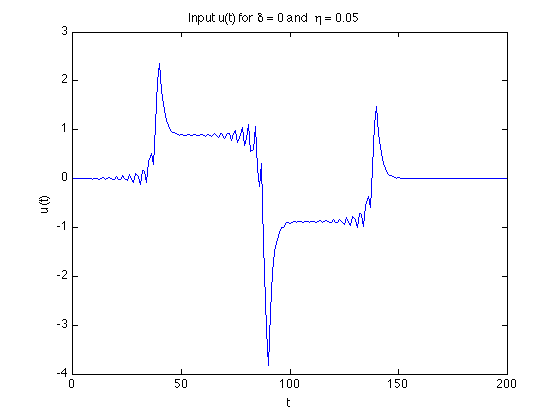 Input u(t) for δ = 0 and η = 0.05
3
2
1
0
-1
-2
-3
-4
u(t)
0 50 100 150 200
t